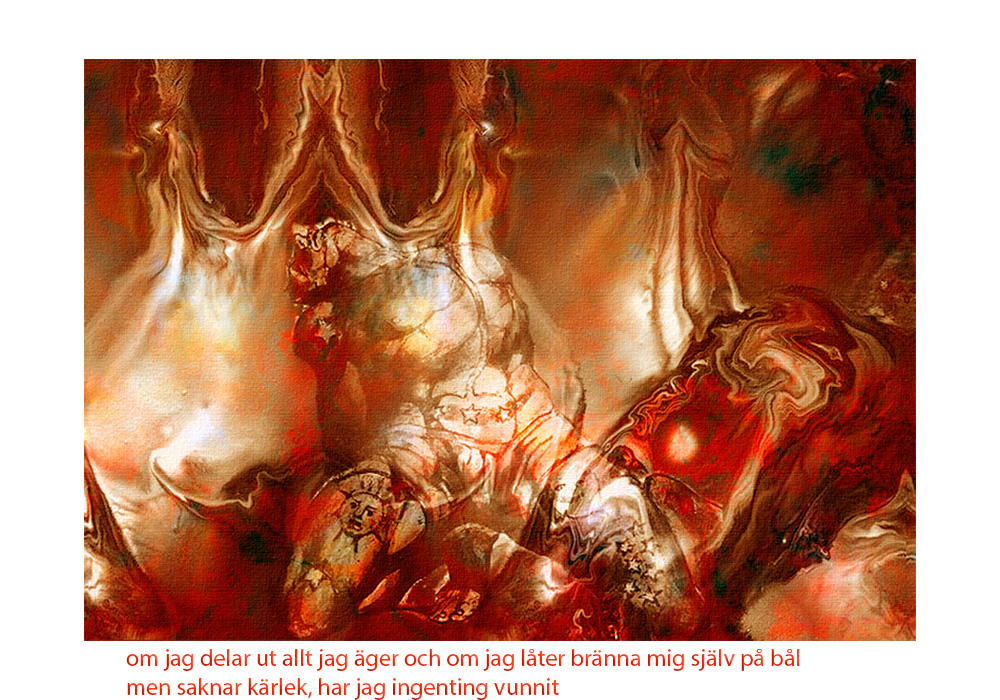 om jag delar ut allt jag äger och om jag låter bränna mig själv på bål
men saknar kärlek, har jag ingenting vunnit